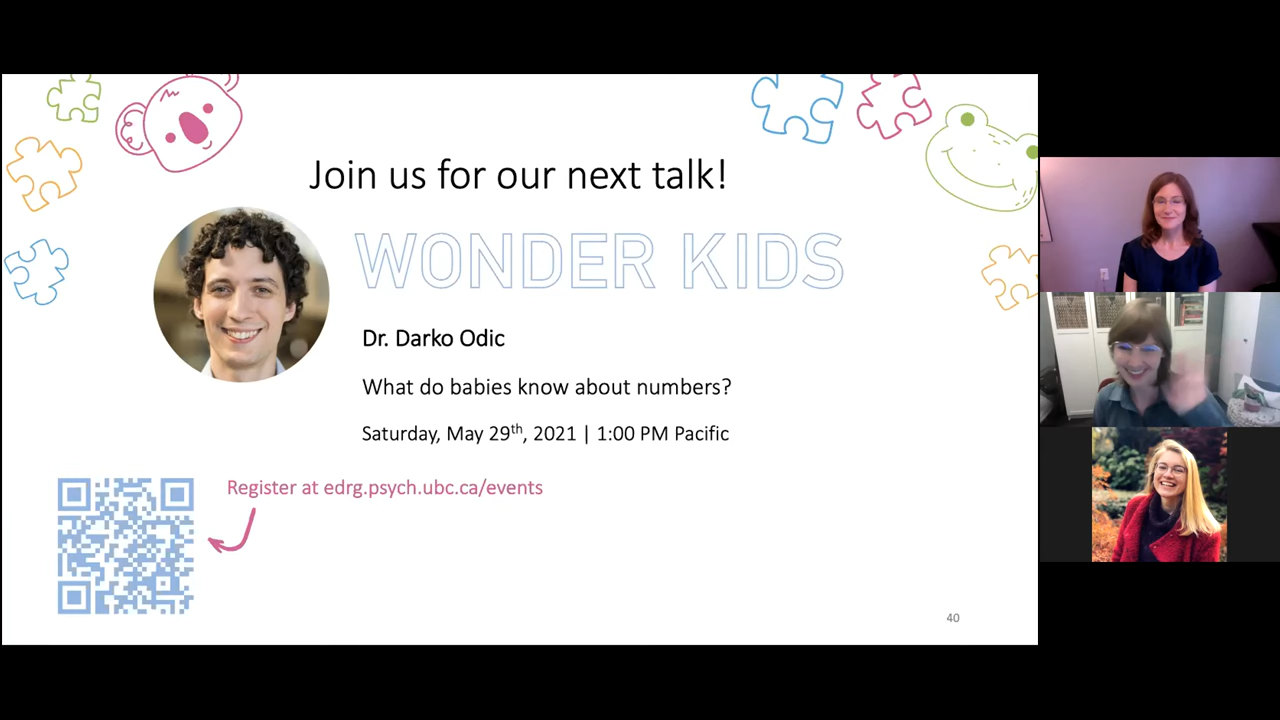 Join us for our next talk!
WONDER KIDS
Dr. Darko Odic
What do babies know about numbers?
Saturday, May 29th, 2021 | 1:00 PM Pacific
Register at edrg.psych.ubc.ca/events
40